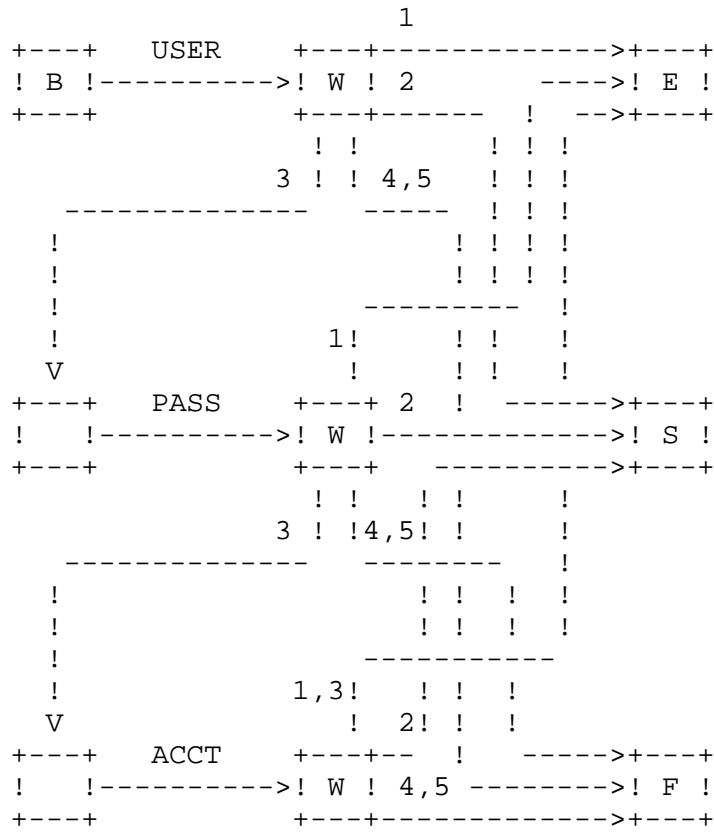 1
+---+   USER    +---+------------->+---+
! B !---------->! W ! 2       ---->! E !
+---+           +---+------  !  -->+---+
                 ! !       ! ! !
               3 ! ! 4,5   ! ! !
   --------------   -----  ! ! !
  !                      ! ! ! !
  !                      ! ! ! !
  !                 ---------  !
  !               1!     ! !   !
  V                !     ! !   !
+---+   PASS    +---+ 2  !  ------>+---+
!   !---------->! W !------------->! S !
+---+           +---+   ---------->+---+
                 ! !   ! !     !
               3 ! !4,5! !     !
   --------------   --------   !
  !                    ! !  !  !
  !                    ! !  !  !
  !                 -----------
  !             1,3!   ! !  !
  V                !  2! !  !
+---+   ACCT    +---+--  !   ----->+---+
!   !---------->! W ! 4,5 -------->! F !
+---+           +---+------------->+---+